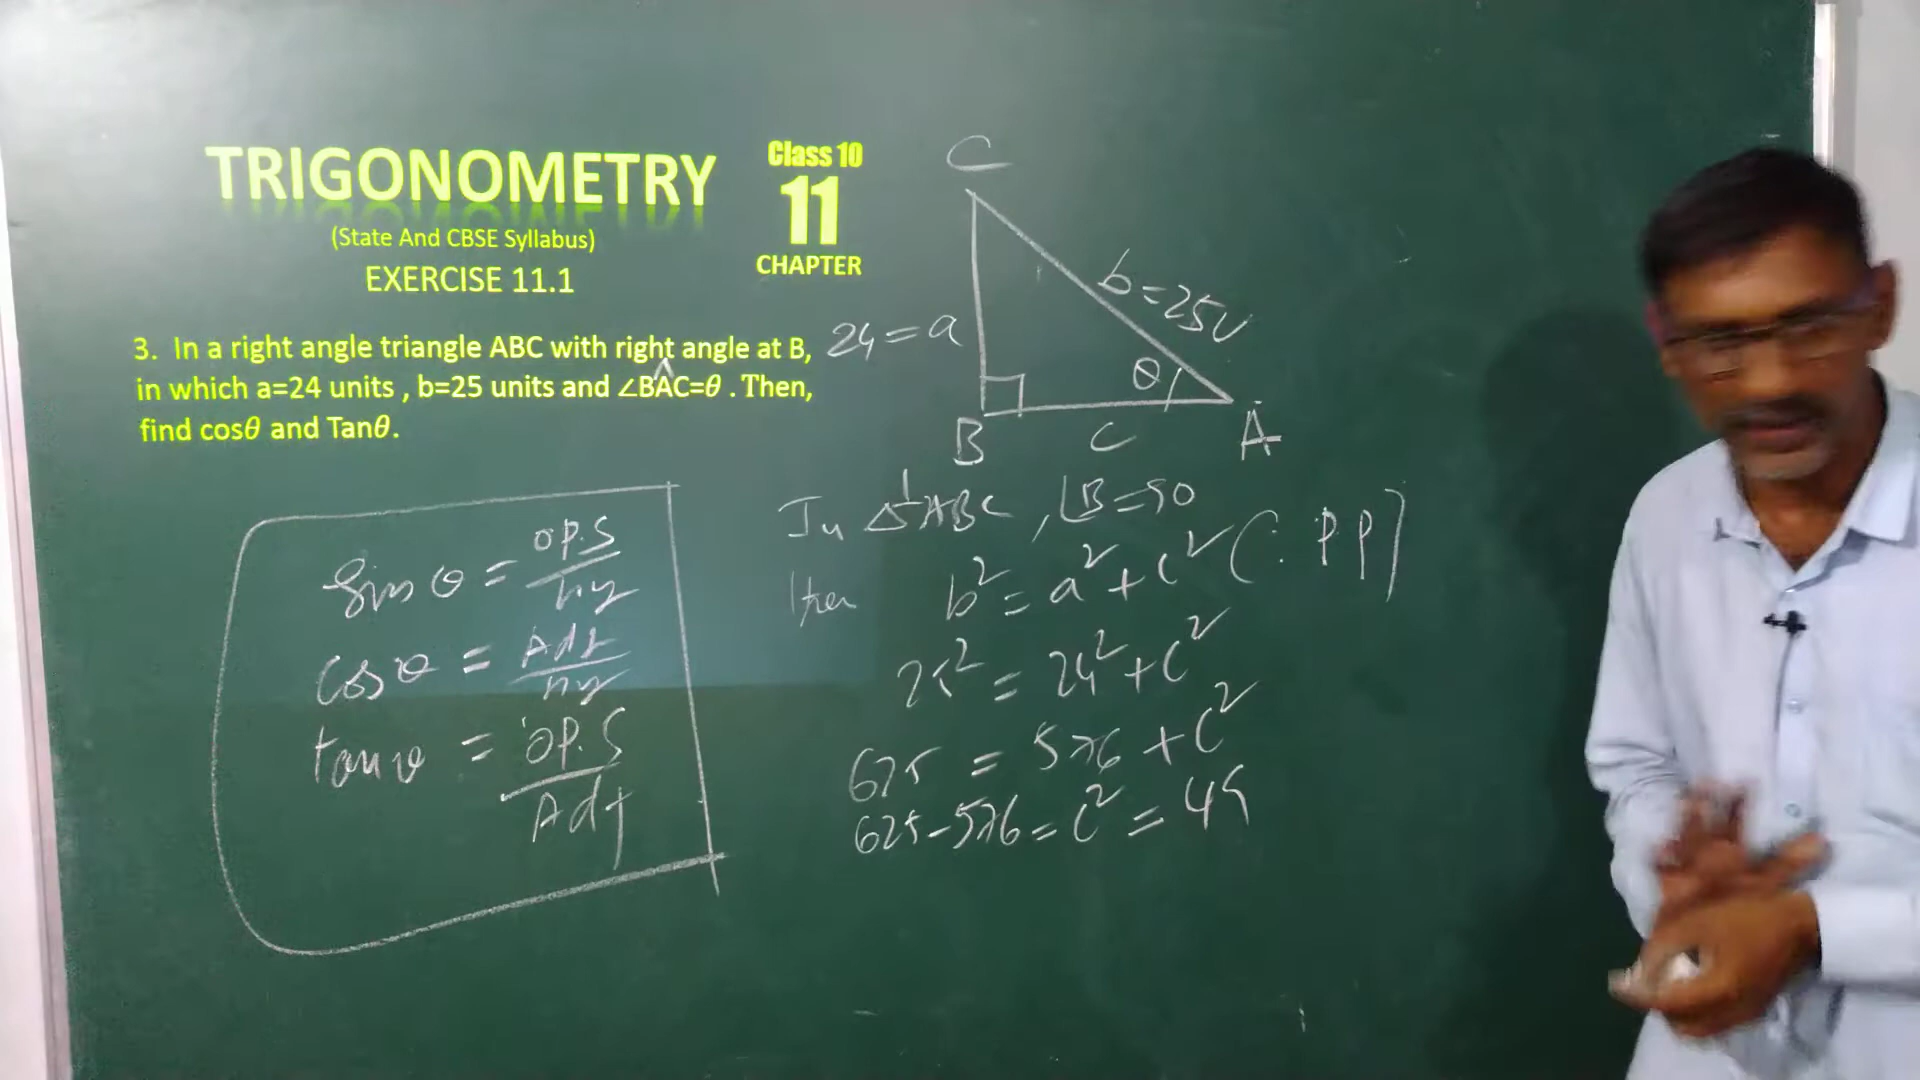 TRIGONOMETRY
(State And CBSE Syllabus)
EXERCISE 11.1
Class 10
11
CHAPTER
3. In a right angle triangle ABC with right angle at B,
in which a=24 units , b=25 units and ∠BAC=θ . Then,
find cosθ and Tanθ.
C
b=25u
24=a
θ
B
C
A
Sin θ = OP.S / hy
Cos θ = Adj / hy
tan θ = OP.S / Adj
In ΔABC, ∠B=90
then b² = a² + c² (∵ P.P]
25² = 24² + c²
625 = 576 + c²
625-576 = c² = 49